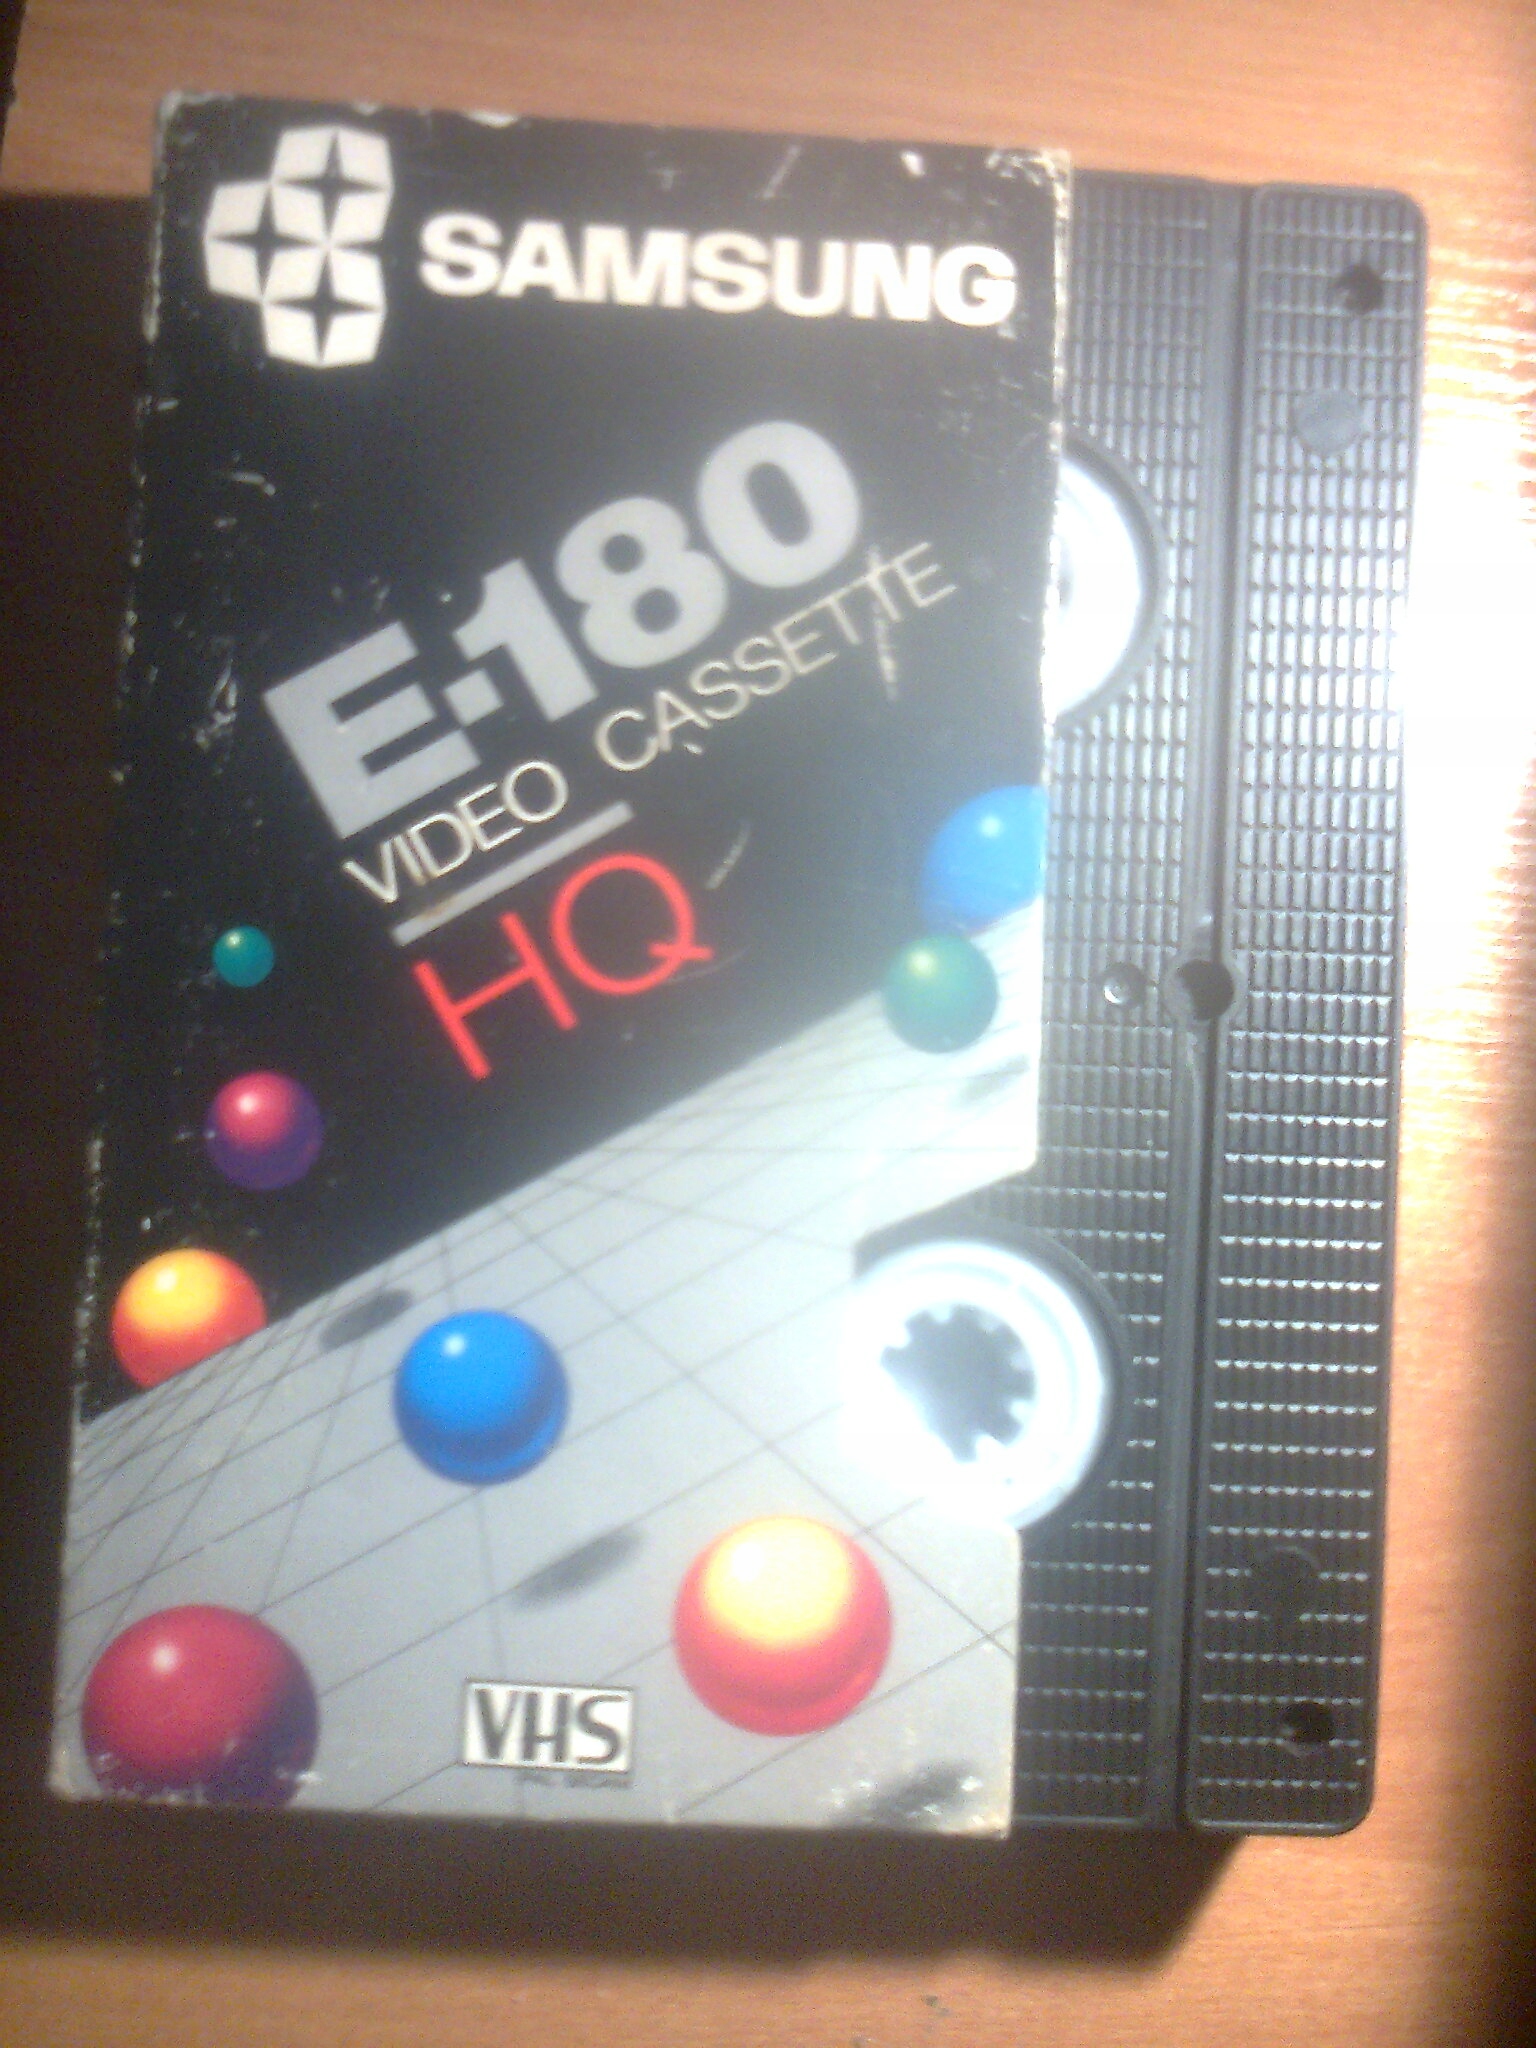 SAMSUNG
E-180
VIDEO CASSETTE
HQ
VHS